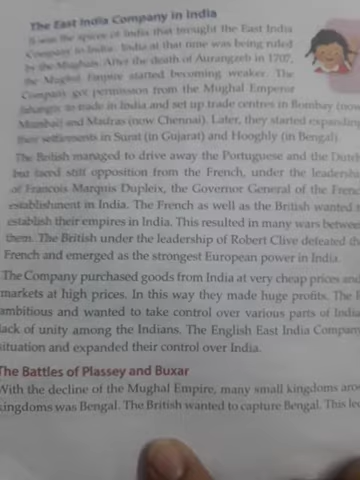 The East India Company in India
It was the spices of India that brought the East India
Company to India. India at that time was being ruled
by the Mughals. After the death of Aurangzeb in 1707,
the Mughal Empire started becoming weaker. The
Company got permission from the Mughal Emperor
Jahangir to trade in India and set up trade centres in Bombay (now
Mumbai) and Madras (now Chennai). Later, they started expanding
their settlements in Surat (in Gujarat) and Hooghly (in Bengal).
The British managed to drive away the Portuguese and the Dutch
but faced stiff opposition from the French, under the leadersh
of Francois Marquis Dupleix, the Governor General of the Frenc
establishment in India. The French as well as the British wanted
establish their empires in India. This resulted in many wars between
them. The British under the leadership of Robert Clive defeated th
French and emerged as the strongest European power in India.
The Company purchased goods from India at very cheap prices and
markets at high prices. In this way they made huge profits. The
ambitious and wanted to take control over various parts of India
lack of unity among the Indians. The English East India Company
situation and expanded their control over India.
The Battles of Plassey and Buxar
With the decline of the Mughal Empire, many small kingdoms aro
kingdoms was Bengal. The British wanted to capture Bengal. This le